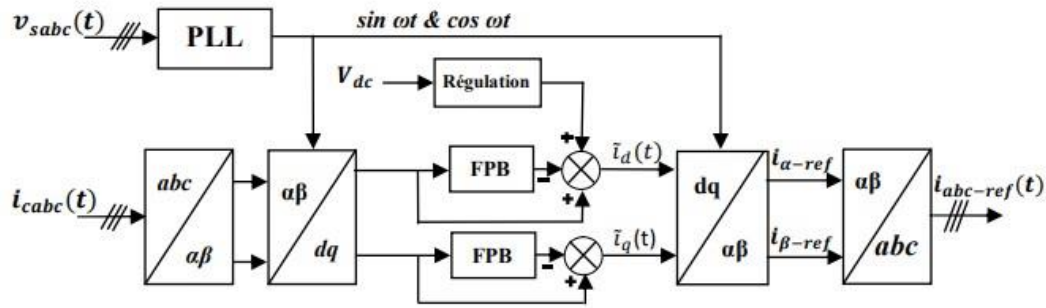 v_sabc(t)
PLL
sin ωt & cos ωt
V_dc
Régulation
+
FPB
-
+
ĩ_d(t)
i_cabc(t)
abc
αβ
αβ
dq
FPB
-
+
ĩ_q(t)
dq
αβ
i_α-ref
i_β-ref
αβ
abc
i_abc-ref(t)